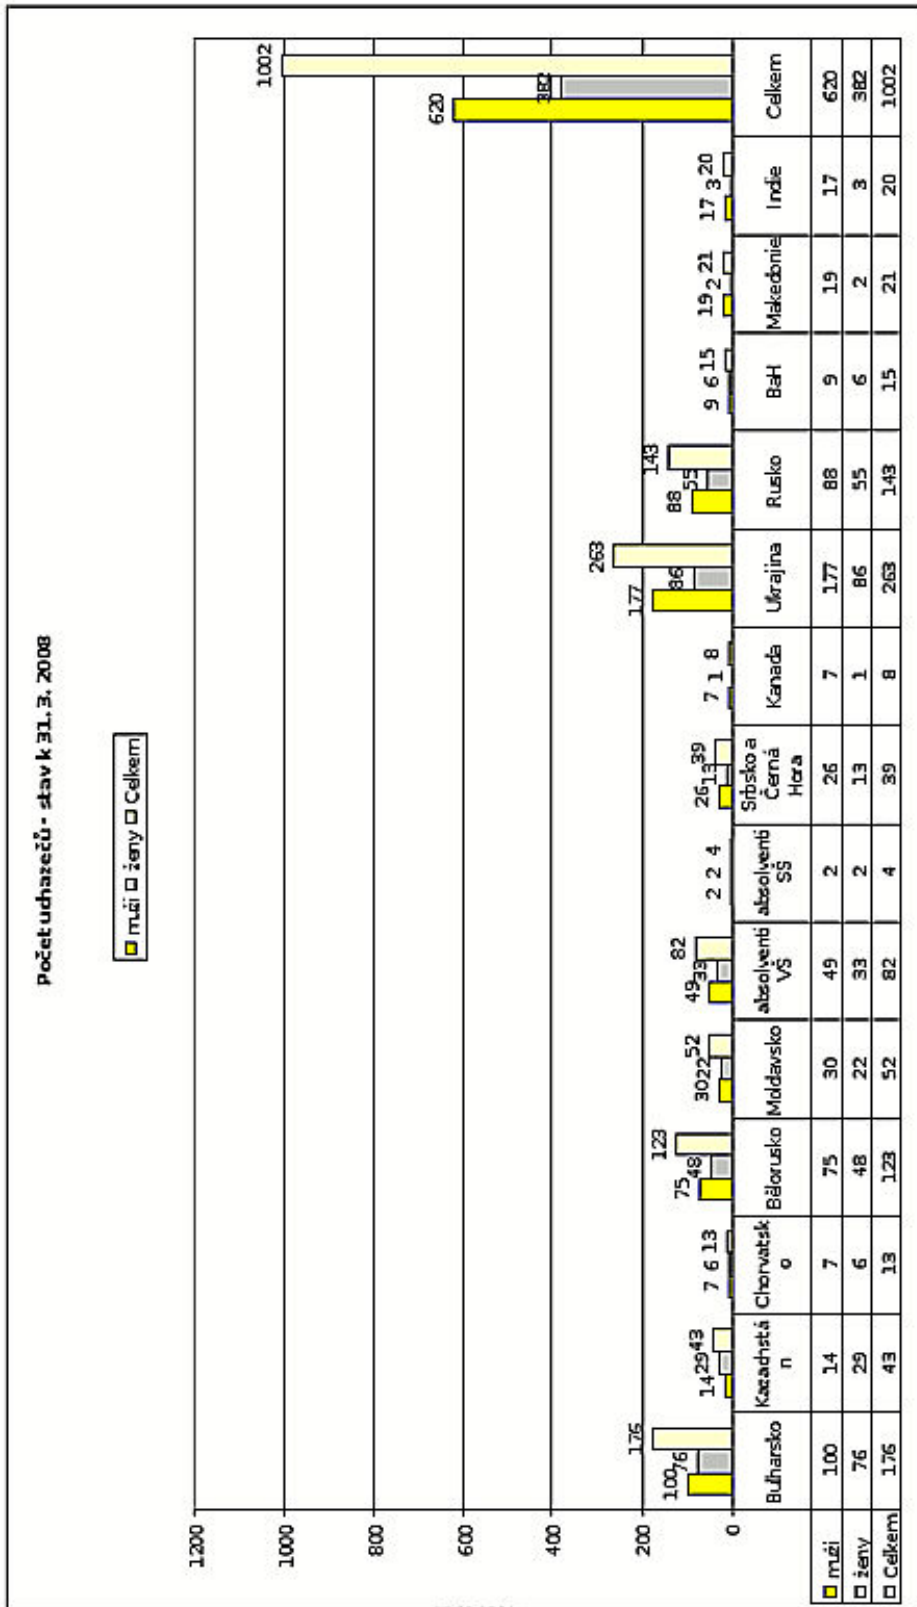 Počet uchazečů - stav k 31. 3. 2008
muži ženy Celkem
1200
1000
800
600
400
200
0
100 76 176
14 29 43
7 6 13
75 48 123
30 22 52
49 33 82
2 2 4
26 13 39
7 1 8
177 86 263
88 55 143
9 6 15
19 2 21
17 3 20
620 382 1002
Bulharsko
Kazachstá
n
Chorvatsk
o
Bělorusko
Moldavsko
absolventi
VŠ
absolventi
SŠ
Srbsko a
Černá
Hora
Kanada
Ukrajina
Rusko
BaH
Makedonie
Indie
Celkem
muži 100 14 7 75 30 49 2 26 7 177 88 9 19 17 620
ženy 76 29 6 48 22 33 2 13 1 86 55 6 2 3 382
Celkem 176 43 13 123 52 82 4 39 8 263 143 15 21 20 1002